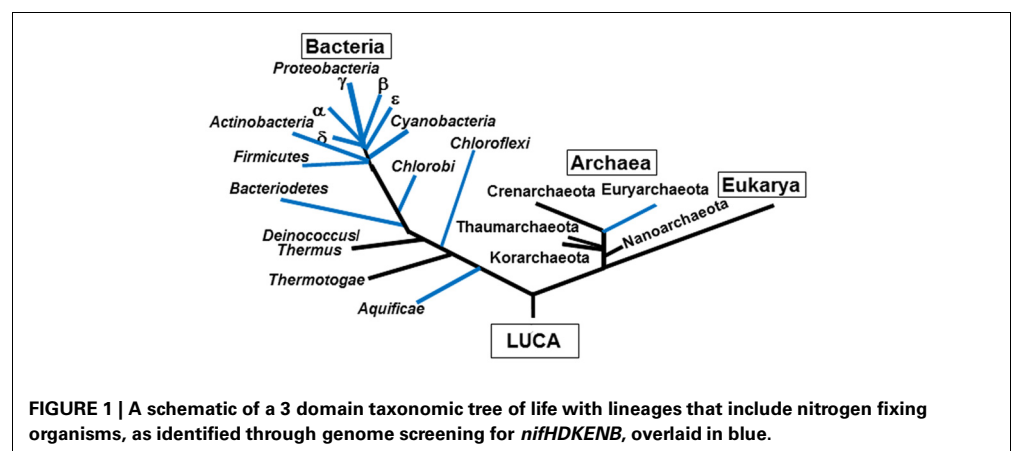 Bacteria
Proteobacteria
γ
β
ε
α
δ
Actinobacteria
Cyanobacteria
Chloroflexi
Firmicutes
Chlorobi
Bacteriodetes
Archaea
Crenarchaeota
Euryarchaeota
Eukarya
Thaumarchaeota
Nanoarchaeota
Korarchaeota
Deinococcus/
Thermus
Thermotogae
Aquificae
LUCA
FIGURE 1 | A schematic of a 3 domain taxonomic tree of life with lineages that include nitrogen fixing
organisms, as identified through genome screening for nifHDKENB, overlaid in blue.